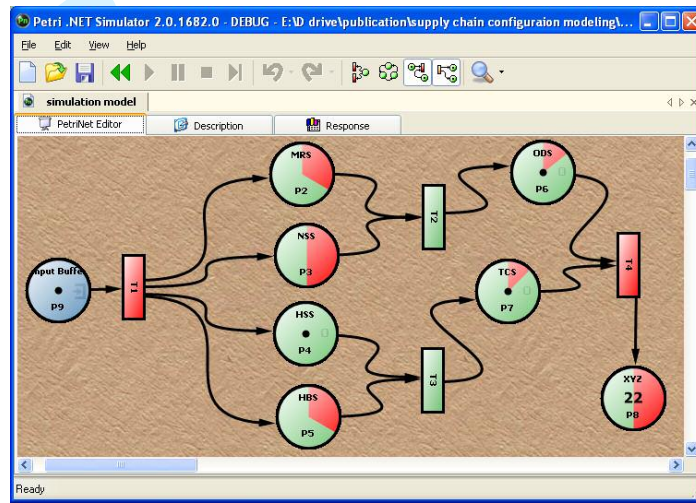 Petri .NET Simulator 2.0.1682.0 - DEBUG - E:\D drive\publication\supply chain configuraion modeling\...
File Edit View Help
simulation model
PetriNet Editor Description Response
MRS
P2
ODS
P6
T2
NSS
P3
Input Buffe
P9
T1
TCS
P7
T4
HSS
P4
T3
HBS
P5
XYZ
22
P8
Ready